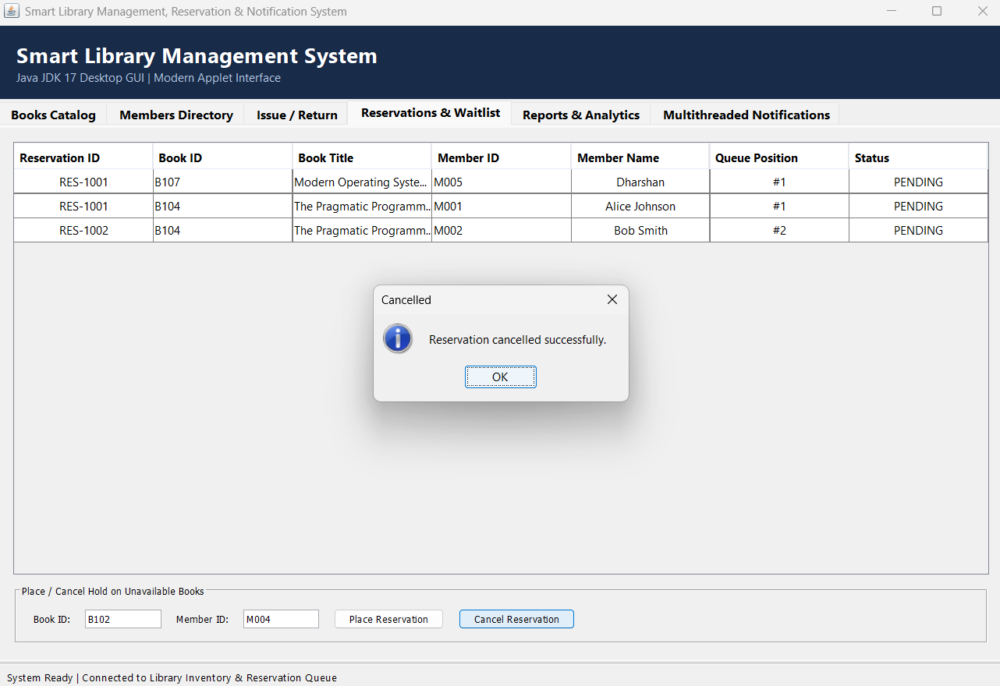 Smart Library Management, Reservation & Notification System
Smart Library Management System
Java JDK 17 Desktop GUI | Modern Applet Interface
Books Catalog Members Directory Issue / Return Reservations & Waitlist Reports & Analytics Multithreaded Notifications
Reservation ID Book ID Book Title Member ID Member Name Queue Position Status
RES-1001 B107 Modern Operating Syste... M005 Dharshan #1 PENDING
RES-1001 B104 The Pragmatic Programm... M001 Alice Johnson #1 PENDING
RES-1002 B104 The Pragmatic Programm... M002 Bob Smith #2 PENDING
Cancelled
Reservation cancelled successfully.
OK
Place / Cancel Hold on Unavailable Books
Book ID: B102 Member ID: M004 Place Reservation Cancel Reservation
System Ready | Connected to Library Inventory & Reservation Queue